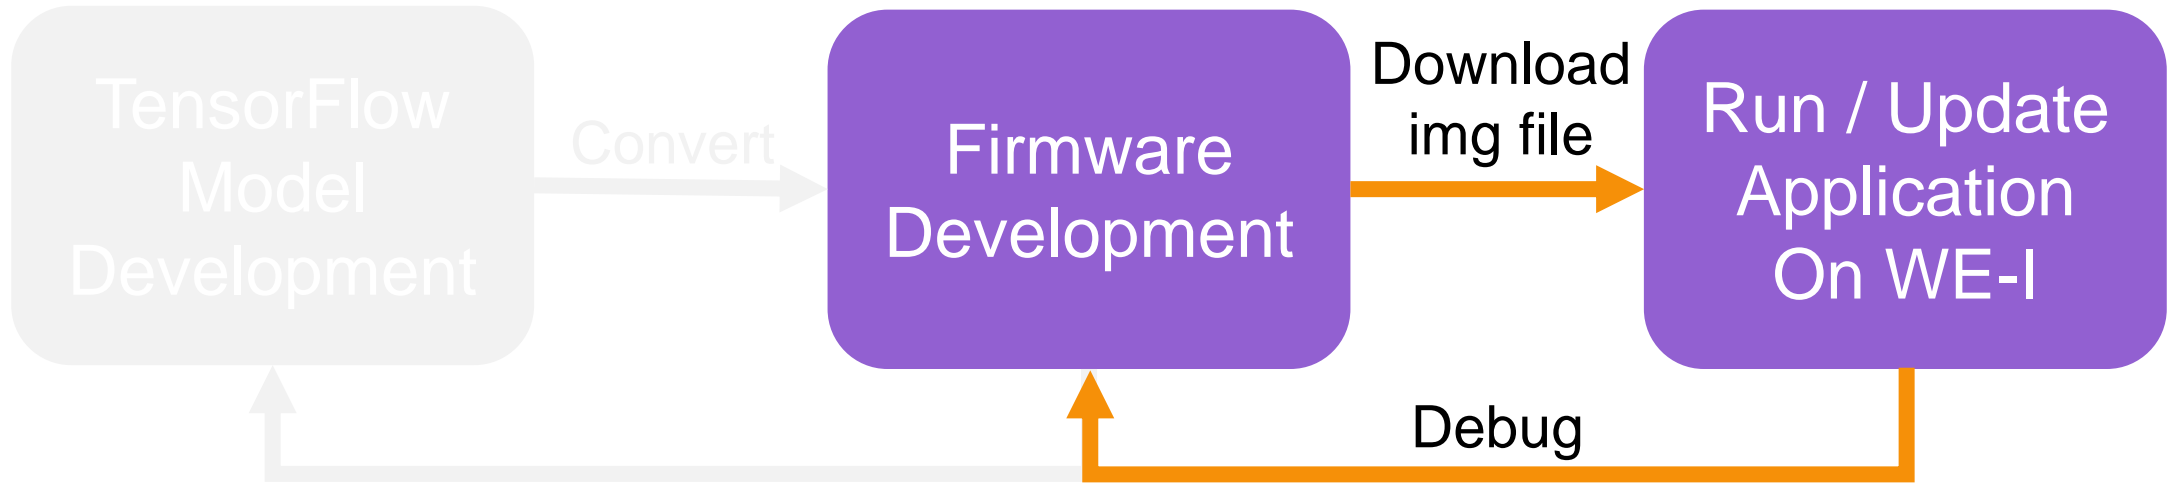 TensorFlow
Model
Development
Convert
Firmware
Development
Download
img file
Run / Update
Application
On WE-I
Debug